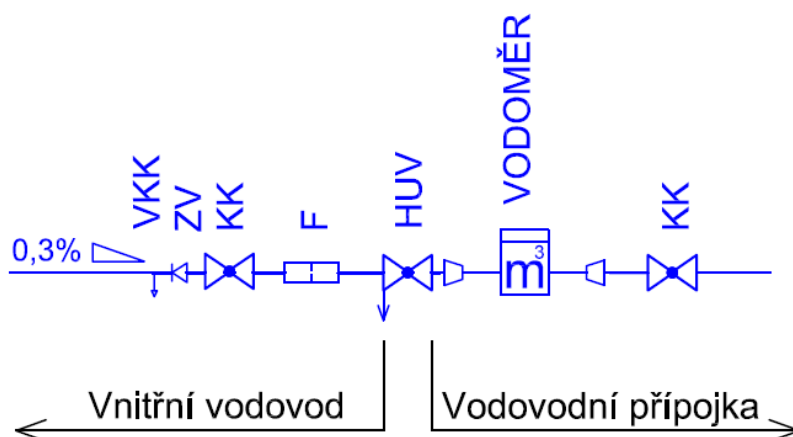 VKK
ZV
KK
F
HUV
VODOMĚR
KK
0,3%
m³
Vnitřní vodovod
Vodovodní přípojka